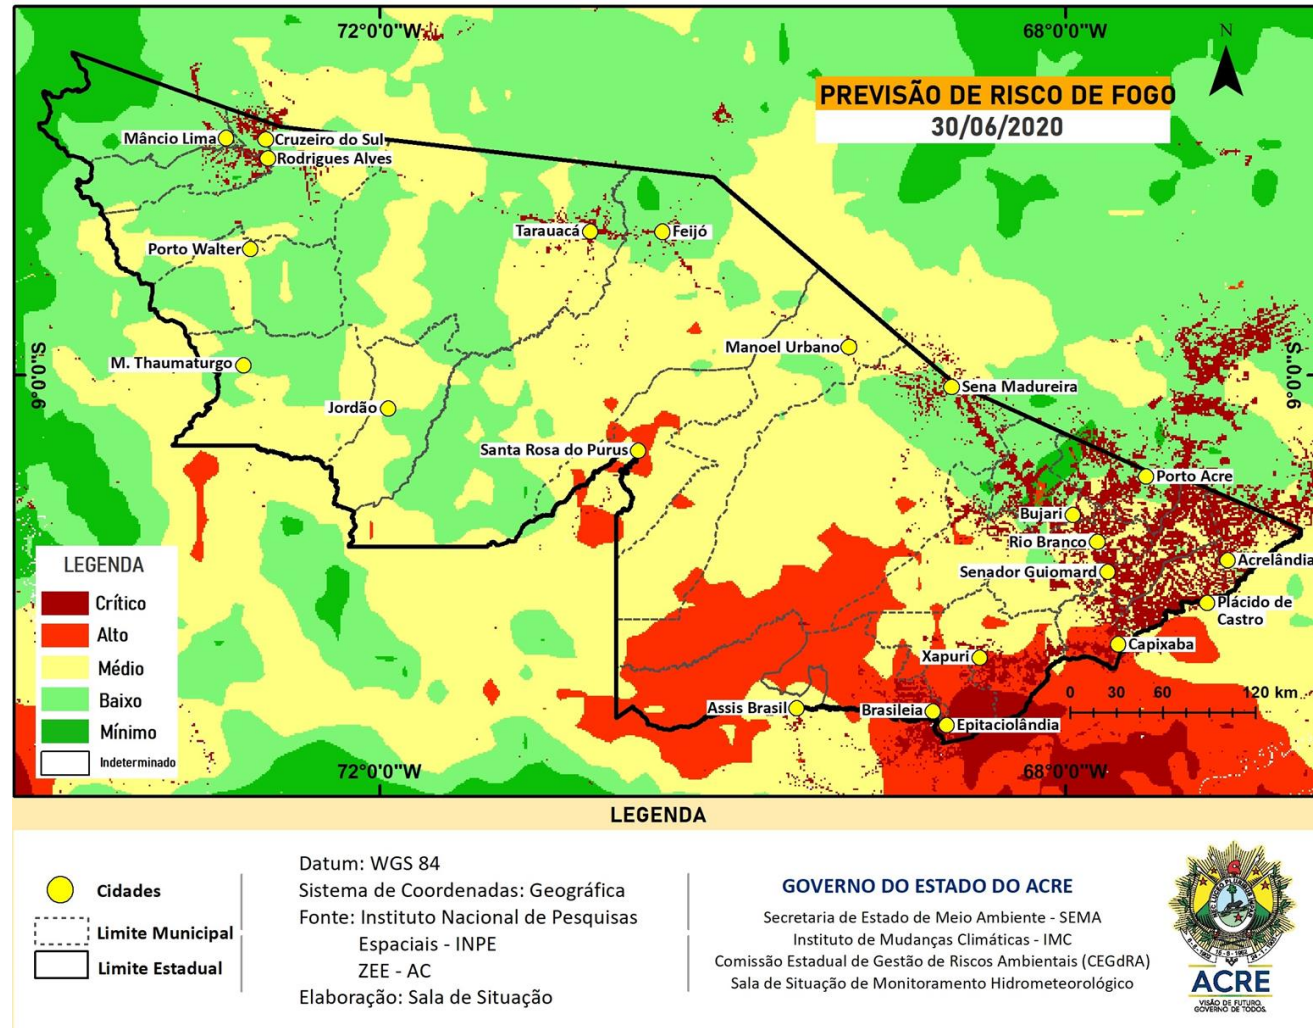 72°0'0"W
68°0'0"W
N
PREVISÃO DE RISCO DE FOGO
30/06/2020
Mâncio Lima
Cruzeiro do Sul
Rodrigues Alves
Tarauacá
Feijó
Porto Walter
9°0'0"S
M. Thaumaturgo
Manoel Urbano
9°0'0"S
Sena Madureira
Jordão
Santa Rosa do Purus
Porto Acre
Bujari
Rio Branco
Senador Guiomard
Acrelândia
Plácido de
Castro
Capixaba
Xapuri
Assis Brasil
Brasileia
Epitaciolândia
0 30 60 120 km
LEGENDA
Crítico
Alto
Médio
Baixo
Mínimo
Indeterminado
72°0'0"W
68°0'0"W
LEGENDA
Cidades
Limite Municipal
Limite Estadual
Datum: WGS 84
Sistema de Coordenadas: Geográfica
Fonte: Instituto Nacional de Pesquisas
Espaciais - INPE
ZEE - AC
Elaboração: Sala de Situação
GOVERNO DO ESTADO DO ACRE
Secretaria de Estado de Meio Ambiente - SEMA
Instituto de Mudanças Climáticas - IMC
Comissão Estadual de Gestão de Riscos Ambientais (CEGdRA)
Sala de Situação de Monitoramento Hidrometeorológico
ACRE
VISÃO DE FUTURO,
GOVERNO DE TODOS.